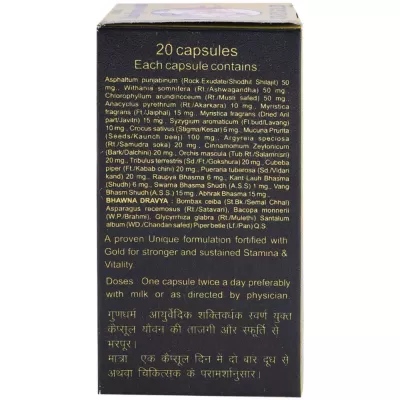 20 capsules
Each capsule contains:
Asphaltum punjabinum (Rock Exudate/Shodhit Shilajit) 50
mg., Withania somnifera (Rt./Ashwagandha) 50 mg.,
Chlorophyllum arundinoceum (Rt./Musli safed) 50 mg.,
Anacyclus pyrethrum (Rt./Akarkara) 10 mg., Myristica
fragrans (Ft./Jaiphal) 15 mg., Myristica fragrans (Dried Aril
part/Javitri) 15 mg., Syzygium aromaticum (Fl.bud/Lavang)
10 mg., Crocus sativus (Stigma/Kesar) 6 mg., Mucuna Prunta
(Seeds/Kaunch beej) 100 mg., Argyreia speciosa
(Rt./Samudra soka) 20 mg., Cinnamomum Zeylonicum
(Bark/Dalchini) 20 mg., Orchis mascula (Tub Rt./Salamisri)
20 mg., Tribulus terrestris (Sd./Ft./Gokshura) 20 mg., Cubeba
piper (Ft./Kabab chini) 20 mg., Pueraria tuberosa (Sd./Vidari
kand) 20 mg., Raupya Bhasma 6 mg., Kant Lauh Bhasma
(Shudh) 6 mg., Swarna Bhasma Shudh (A.S.S) 1 mg., Vang
Bhasm Shudh (A.S.S) 15 mg., Abhrak Bhasma 15 mg.,
BHAWNA DRAVYA : Bombax ceiba (St.Bk./Semal Chhal)
Asparagus recemosus (Rt./Satavari), Bacopa monnerii
(W.P./Brahmi), Glycyrrhiza glabra (Rt./Mulethi) Santalum
album (WD./Chandan safed) Piper betle (Lf./Pan) Q.S.
A proven Unique formulation fortified with
Gold for stronger and sustained Stamina &
Vitality.
Doses : One capsule twice a day preferably
with milk or as directed by physician.
गुणधर्म आयुर्वेदिक शक्तिवर्धक स्वर्ण युक्त
कैप्सूल यौवन की ताजगी और स्फूर्ति से
भरपूर।
मात्रा एक कैप्सूल दिन में दो बार दूध से
अथवा चिकित्सक के परामर्शानुसार।